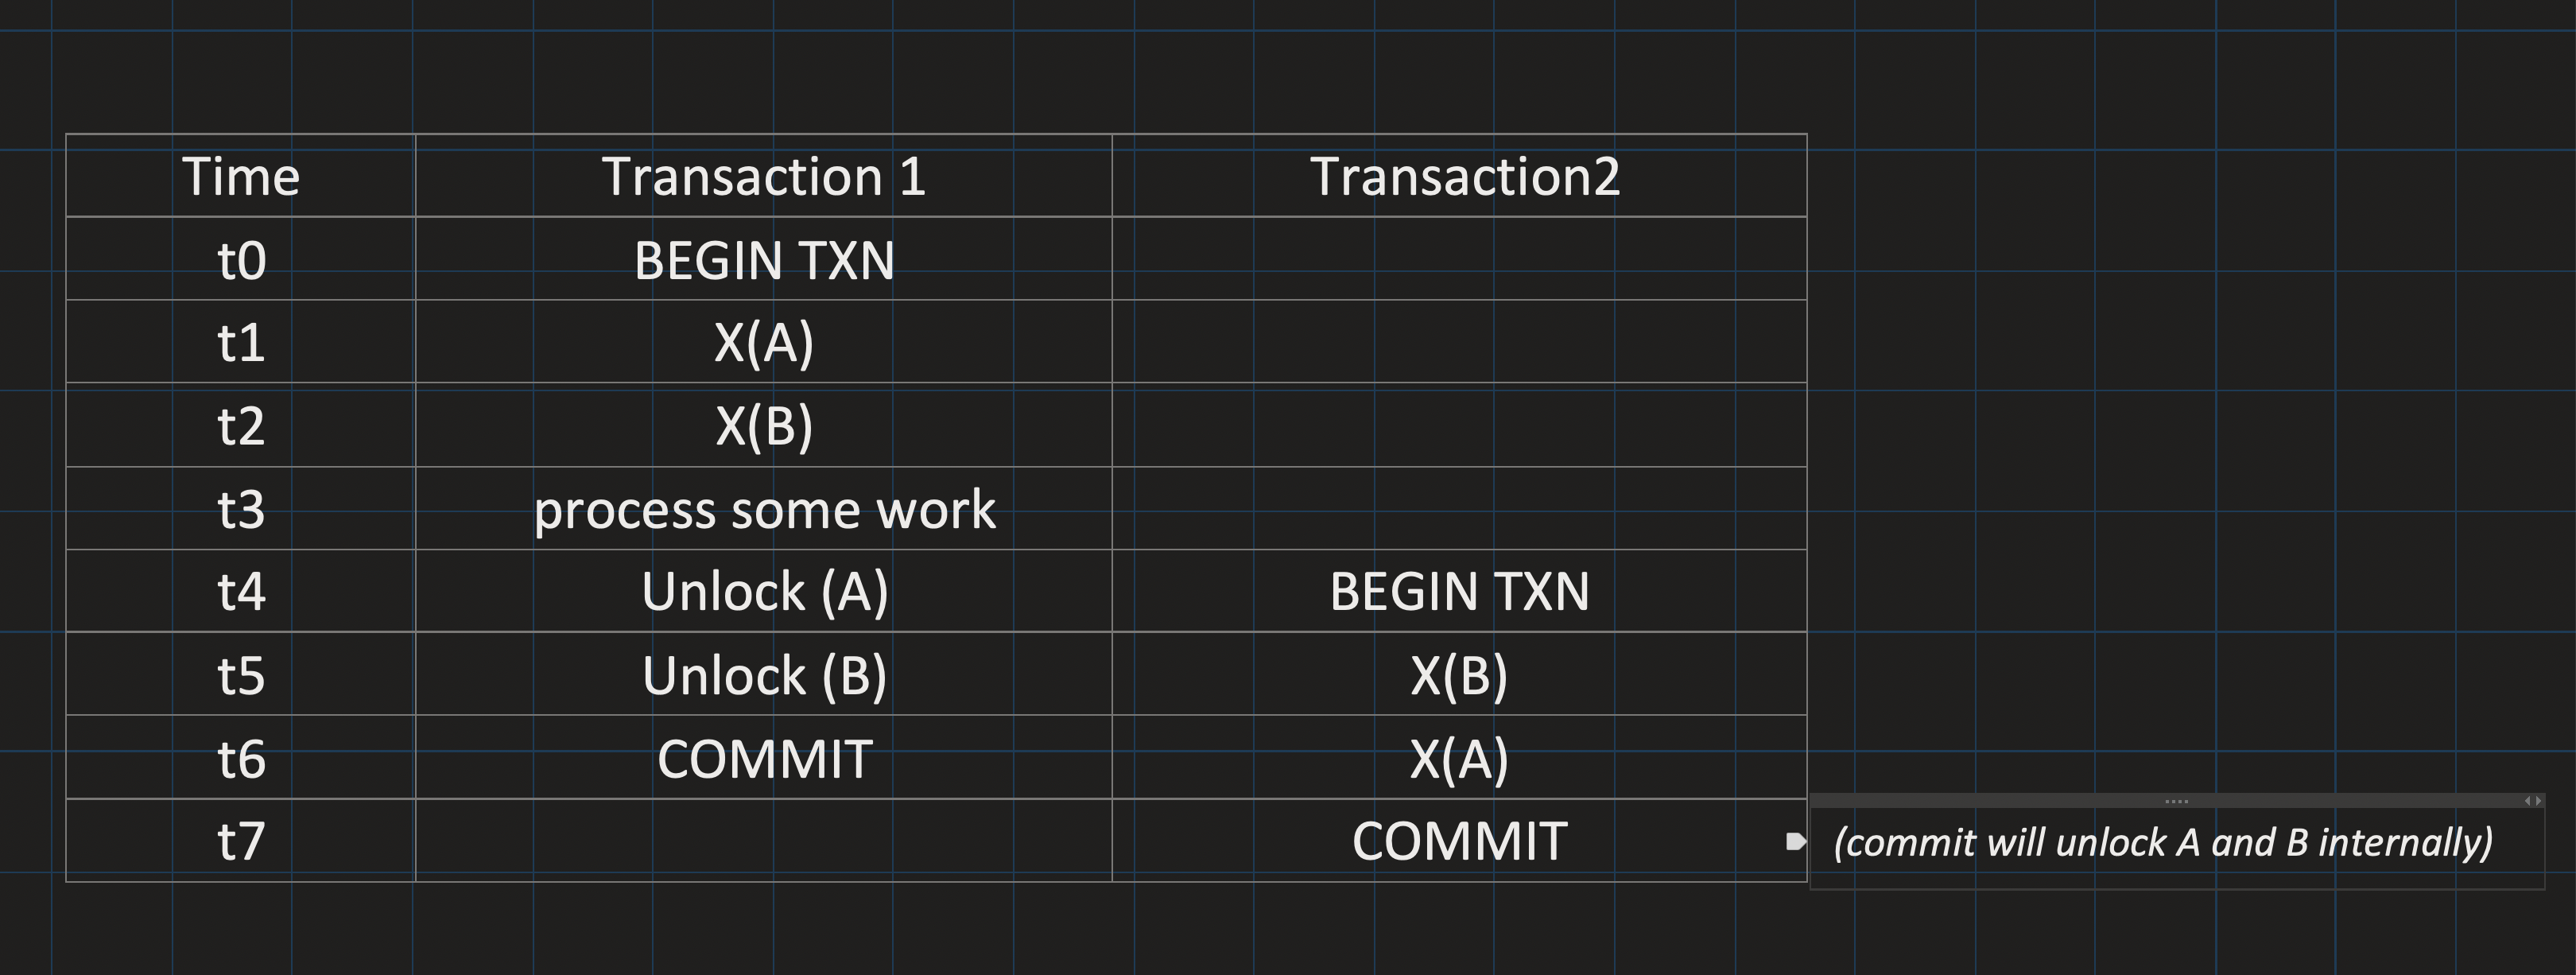 Time Transaction 1 Transaction2
t0 BEGIN TXN
t1 X(A)
t2 X(B)
t3 process some work
t4 Unlock (A) BEGIN TXN
t5 Unlock (B) X(B)
t6 COMMIT X(A)
t7 COMMIT (commit will unlock A and B internally)